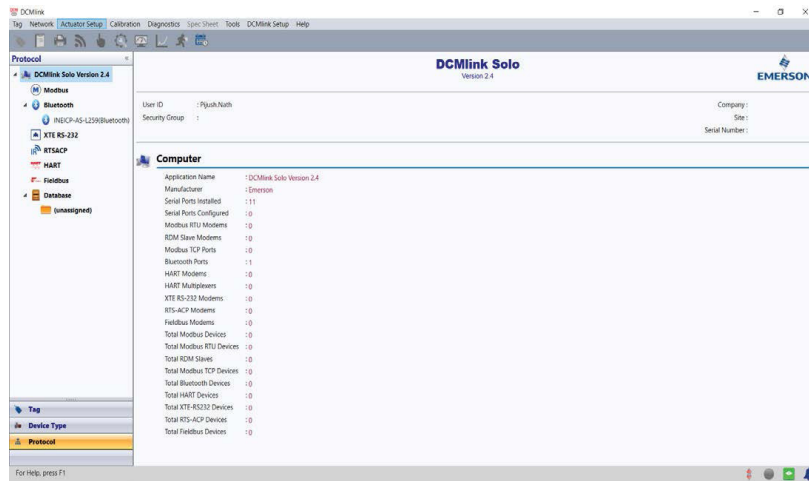 DCMlink
Tag Network Actuator Setup Calibration Diagnostics Spec Sheet Tools DCMlink Setup Help
Protocol
DCMlink Solo Version 2.4
Modbus
Bluetooth
INEICP-AS-L259(Bluetooth)
XTE RS-232
RTSACP
HART
Fieldbus
Database
(unassigned)
Tag
Device Type
Protocol
DCMlink Solo
Version 2.4
EMERSON
User ID : Pijush.Nath
Security Group :
Company :
Site :
Serial Number :
Computer
Application Name : DCMlink Solo Version 2.4
Manufacturer : Emerson
Serial Ports Installed : 11
Serial Ports Configured : 0
Modbus RTU Modems : 0
RDM Slave Modems : 0
Modbus TCP Ports : 0
Bluetooth Ports : 1
HART Modems : 0
HART Multiplexers : 0
XTE RS-232 Modems : 0
RTS-ACP Modems : 0
Fieldbus Modems : 0
Total Modbus Devices : 0
Total Modbus RTU Devices : 0
Total RDM Slaves : 0
Total Modbus TCP Devices : 0
Total Bluetooth Devices : 0
Total HART Devices : 0
Total XTE-RS232 Devices : 0
Total RTS-ACP Devices : 0
Total Fieldbus Devices : 0
For Help, press F1